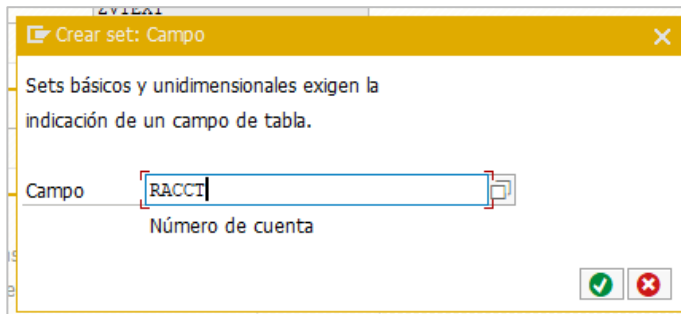 ZVTEXT
Crear set: Campo
Sets básicos y unidimensionales exigen la
indicación de un campo de tabla.
Campo RACCT
Número de cuenta